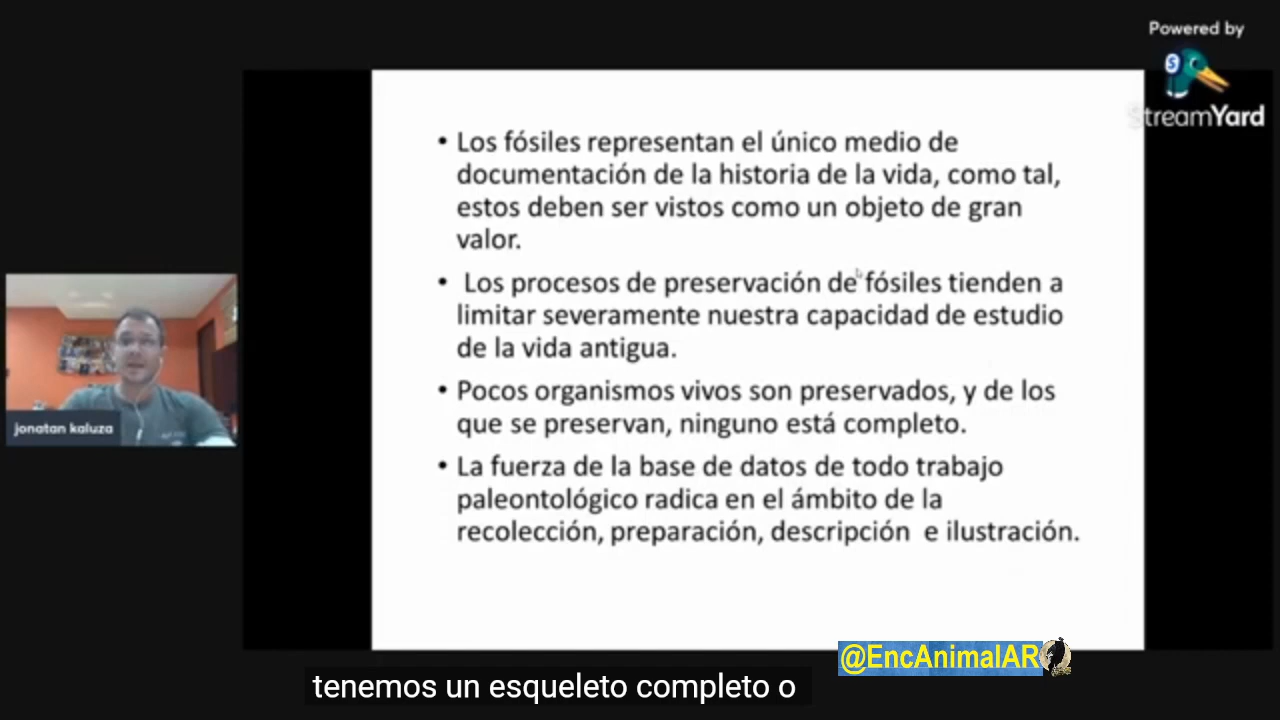 Powered by
StreamYard
• Los fósiles representan el único medio de
documentación de la historia de la vida, como tal,
estos deben ser vistos como un objeto de gran
valor.
• Los procesos de preservación de fósiles tienden a
limitar severamente nuestra capacidad de estudio
de la vida antigua.
• Pocos organismos vivos son preservados, y de los
que se preservan, ninguno está completo.
• La fuerza de la base de datos de todo trabajo
paleontológico radica en el ámbito de la
recolección, preparación, descripción e ilustración.
jonatan kaluza
@EncAnimalAR
tenemos un esqueleto completo o